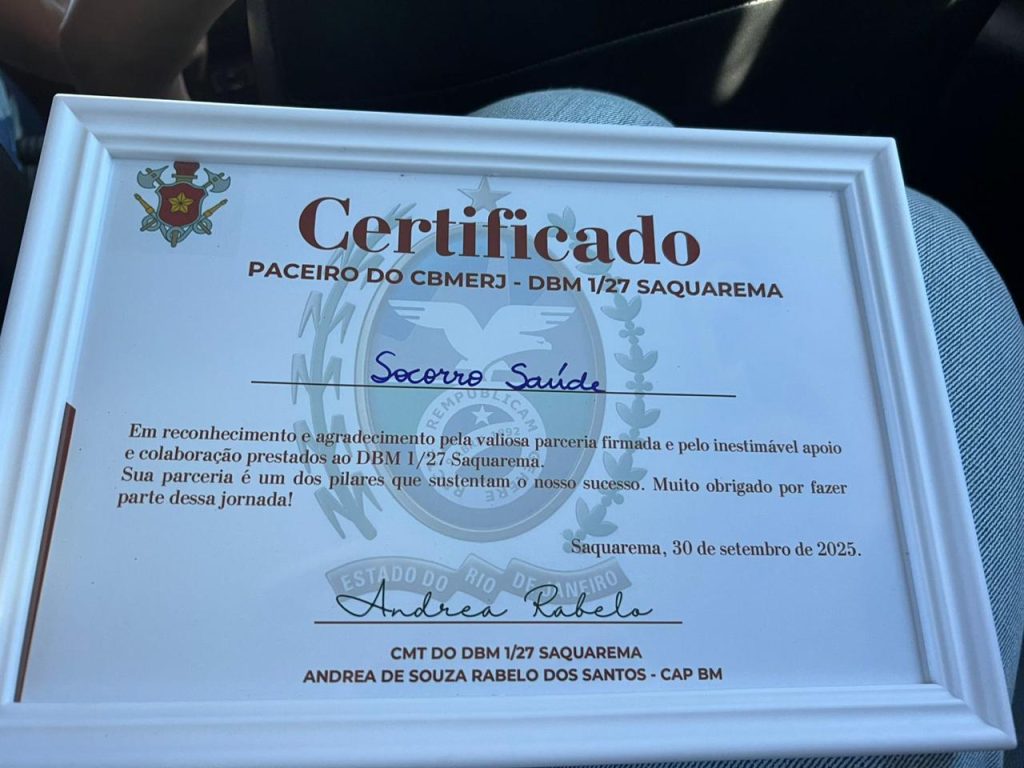 Certificado
PACEIRO DO CBMERJ - DBM 1/27 SAQUAREMA
Socorro Saúde
Em reconhecimento e agradecimento pela valiosa parceria firmada e pelo inestimável apoio
e colaboração prestados ao DBM 1/27 Saquarema.
Sua parceria é um dos pilares que sustentam o nosso sucesso. Muito obrigado por fazer
parte dessa jornada!
Saquarema, 30 de setembro de 2025.
ESTADO DO RIO DE JANEIRO
Andrea Rabelo
CMT DO DBM 1/27 SAQUAREMA
ANDREA DE SOUZA RABELO DOS SANTOS - CAP BM
REMPUBLICAM
1892